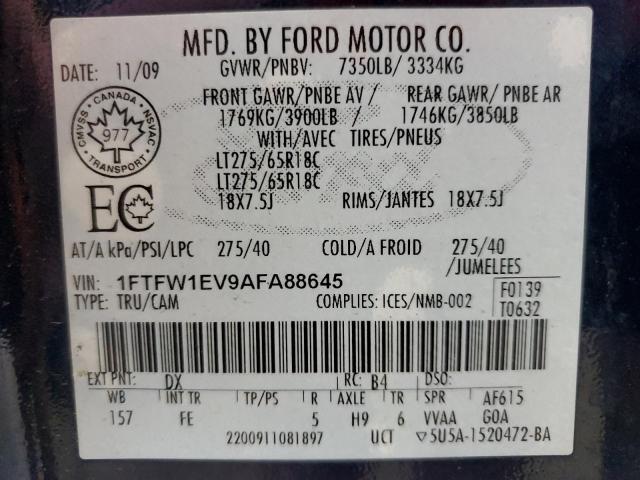 MFD. BY FORD MOTOR CO.
DATE: 11/09 GVWR/PNBV: 7350LB/ 3334KG
FRONT GAWR/PNBE AV / REAR GAWR/ PNBE AR
1769KG/3900LB / 1746KG/3850LB
WITH/AVEC TIRES/PNEUS
LT275/65R18C
LT275/65R18C
18X7.5J RIMS/JANTES 18X7.5J
CMVSS CANADA NSVAC
977
TRANSPORT
EC
AT/A kPa/PSI/LPC 275/40 COLD/A FROID 275/40
/JUMELEES
VIN: 1FTFW1EV9AFA88645
TYPE: TRU/CAM COMPLIES: ICES/NMB-002
F0139
T0632
EXT PNT: DX RC: B4 DSO:
WB INT TR TP/PS R AXLE TR SPR AF615
157 FE 5 H9 6 VVAA GOA
2200911081897 UCT ▽5U5A-1520472-BA